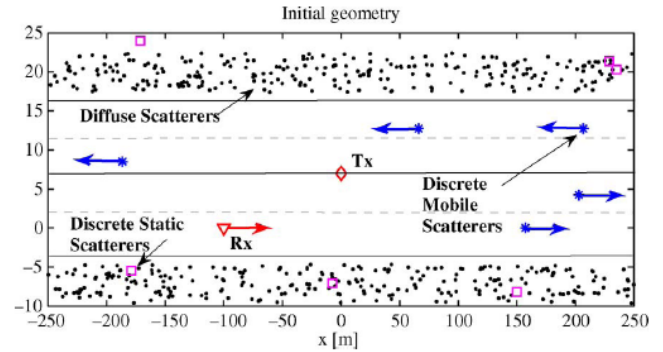 Initial geometry
25
20
15
10
5
0
−5
−10
Diffuse Scatterers
Tx
Discrete
Mobile
Scatterers
Discrete Static
Scatterers
Rx
−250 −200 −150 −100 −50 0 50 100 150 200 250
x [m]